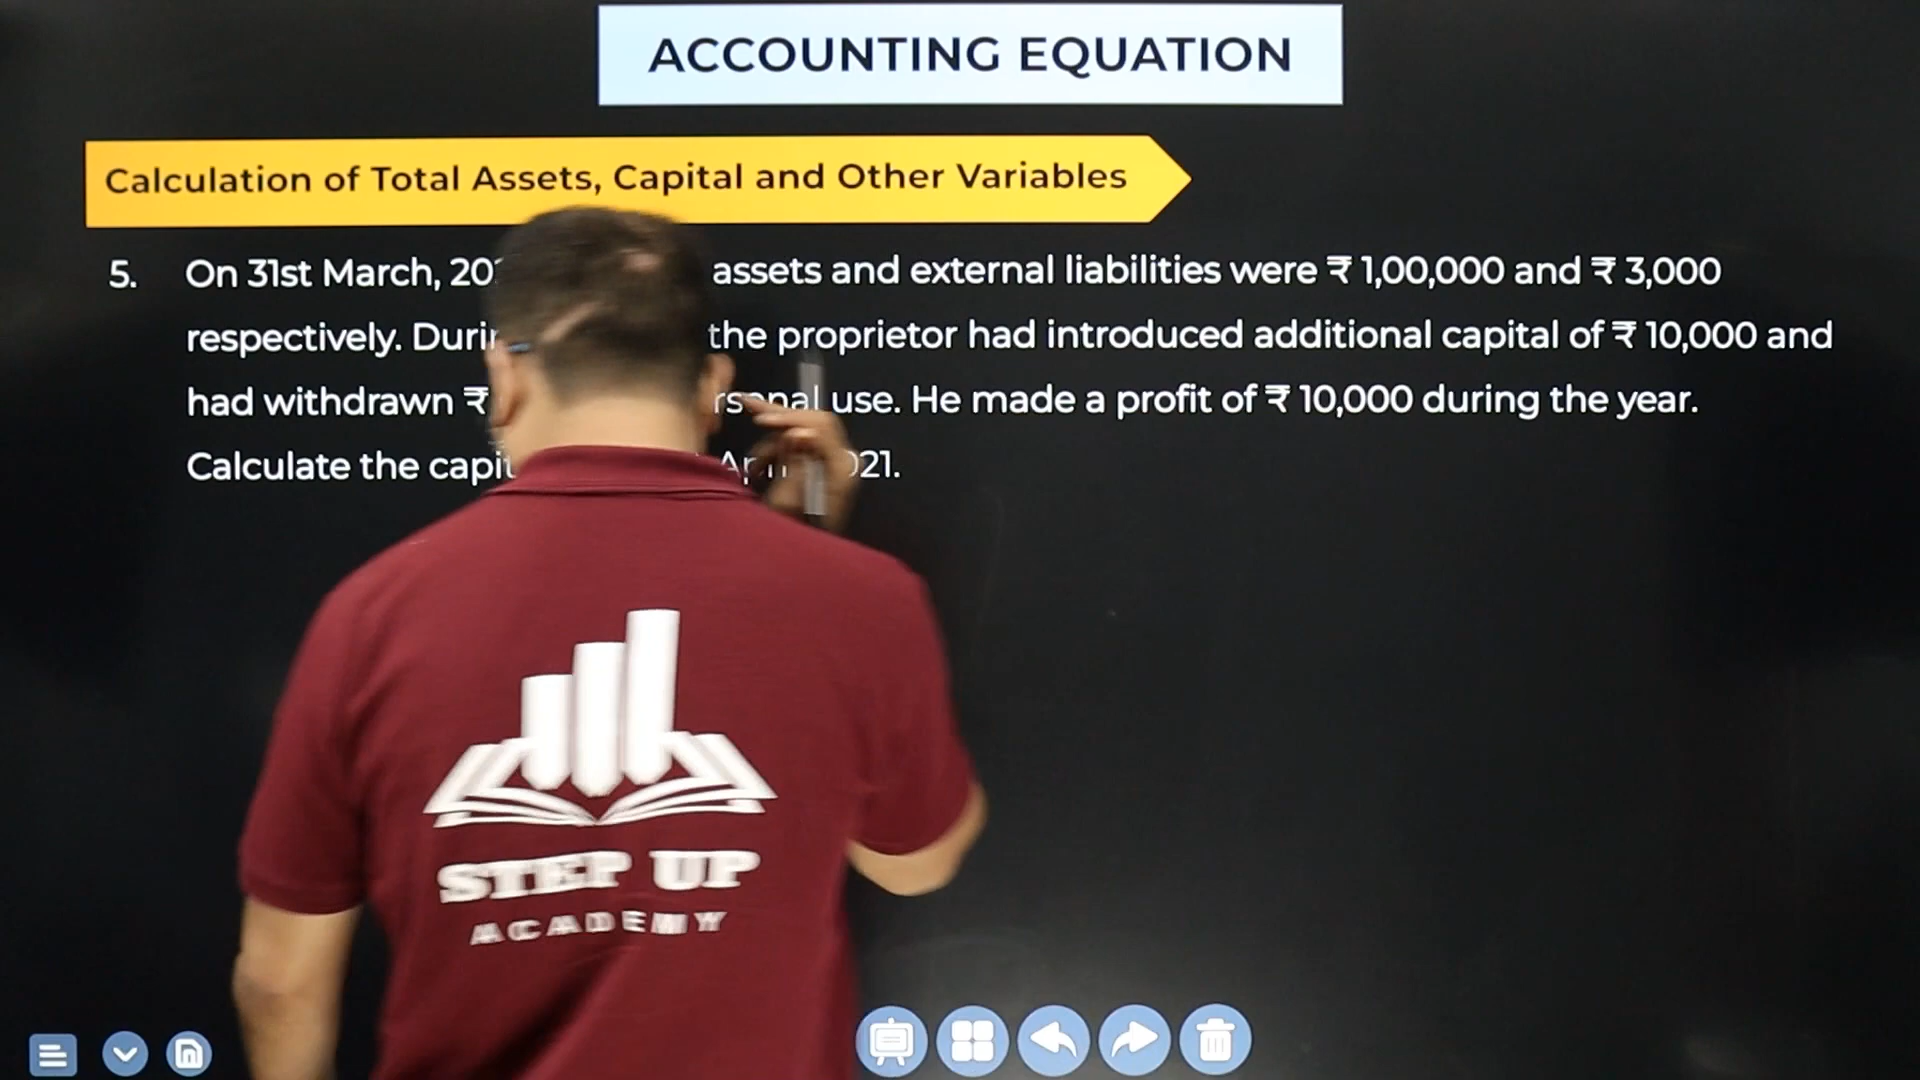 ACCOUNTING EQUATION
Calculation of Total Assets, Capital and Other Variables
5. On 31st March, assets and external liabilities were ₹ 1,00,000 and ₹ 3,000
respectively. the proprietor had introduced additional capital of ₹ 10,000 and
had withdrawn ₹ use. He made a profit of ₹ 10,000 during the year.
Calculate the
STEP UP
ACADEMY